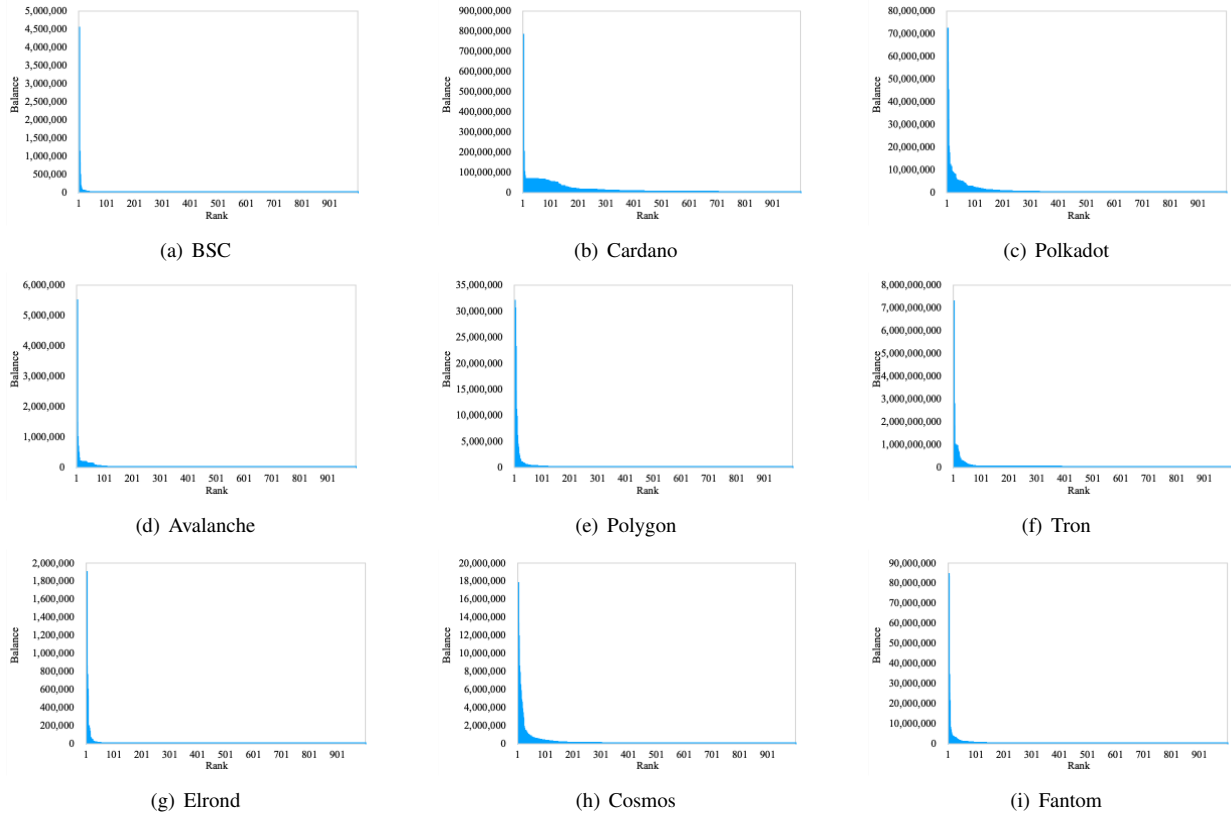 5,000,000
4,500,000
4,000,000
3,500,000
3,000,000
2,500,000
2,000,000
1,500,000
1,000,000
500,000
0
Balance
1 101 201 301 401 501 601 701 801 901
Rank
(a) BSC
900,000,000
800,000,000
700,000,000
600,000,000
500,000,000
400,000,000
300,000,000
200,000,000
100,000,000
0
Balance
1 101 201 301 401 501 601 701 801 901
Rank
(b) Cardano
80,000,000
70,000,000
60,000,000
50,000,000
40,000,000
30,000,000
20,000,000
10,000,000
0
Balance
1 101 201 301 401 501 601 701 801 901
Rank
(c) Polkadot
6,000,000
5,000,000
4,000,000
3,000,000
2,000,000
1,000,000
0
Balance
1 101 201 301 401 501 601 701 801 901
Rank
(d) Avalanche
35,000,000
30,000,000
25,000,000
20,000,000
15,000,000
10,000,000
5,000,000
0
Balance
1 101 201 301 401 501 601 701 801 901
Rank
(e) Polygon
8,000,000,000
7,000,000,000
6,000,000,000
5,000,000,000
4,000,000,000
3,000,000,000
2,000,000,000
1,000,000,000
0
Balance
1 101 201 301 401 501 601 701 801 901
Rank
(f) Tron
2,000,000
1,800,000
1,600,000
1,400,000
1,200,000
1,000,000
800,000
600,000
400,000
200,000
0
Balance
1 101 201 301 401 501 601 701 801 901
Rank
(g) Elrond
20,000,000
18,000,000
16,000,000
14,000,000
12,000,000
10,000,000
8,000,000
6,000,000
4,000,000
2,000,000
0
Balance
1 101 201 301 401 501 601 701 801 901
Rank
(h) Cosmos
90,000,000
80,000,000
70,000,000
60,000,000
50,000,000
40,000,000
30,000,000
20,000,000
10,000,000
0
Balance
1 101 201 301 401 501 601 701 801 901
Rank
(i) Fantom